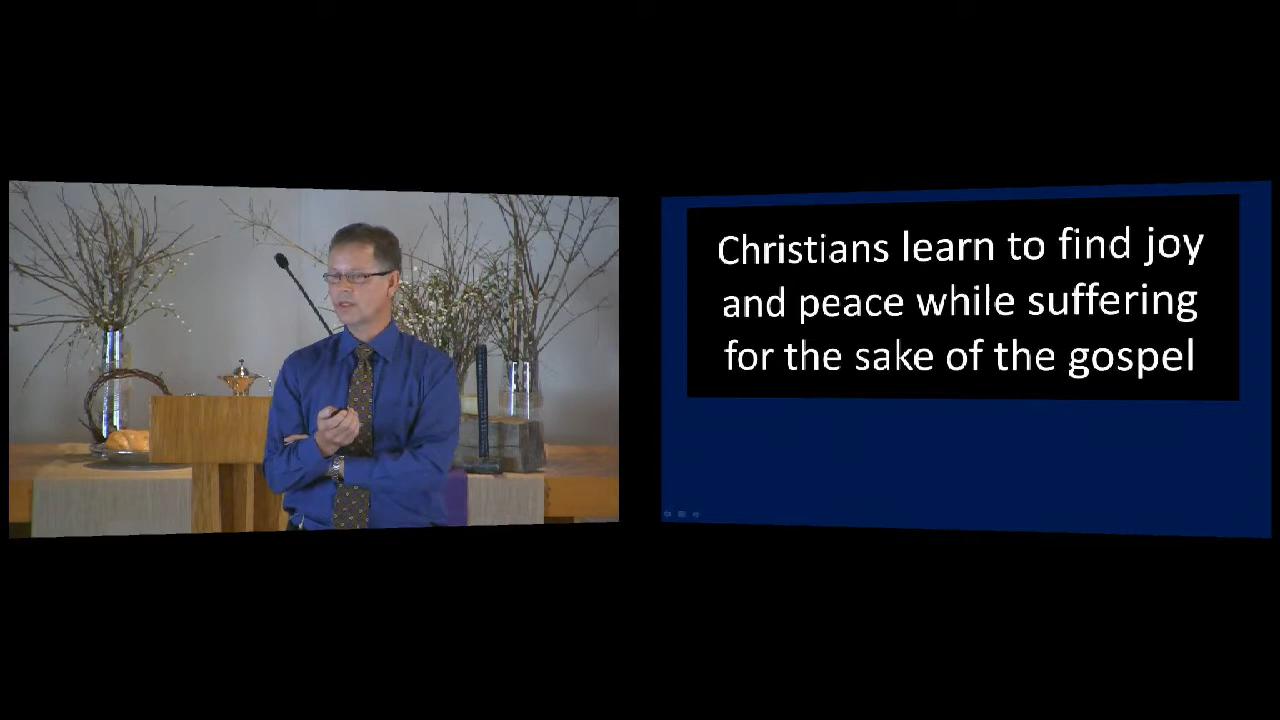 Christians learn to find joy
and peace while suffering
for the sake of the gospel